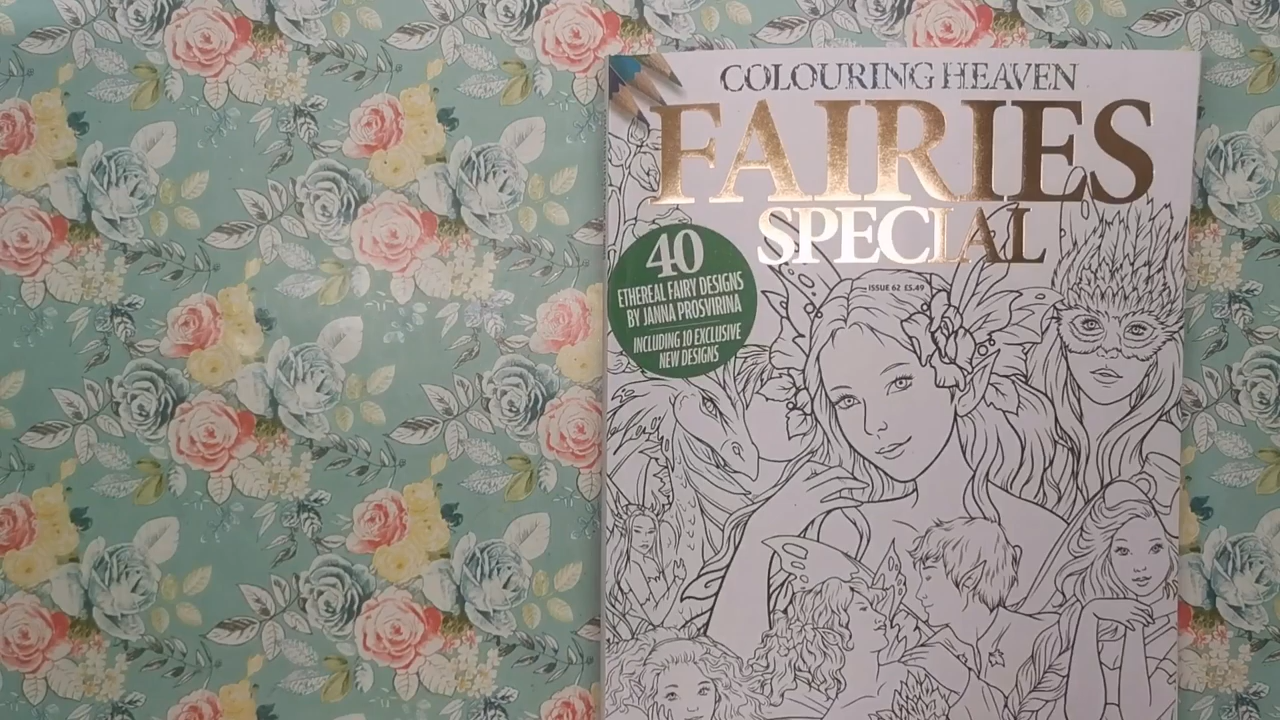 COLOURING HEAVEN
FAIRIES
SPECIAL
ISSUE 62 £5.49
40
ETHEREAL FAIRY DESIGNS
BY JANNA PROSVIRINA
INCLUDING 10 EXCLUSIVE
NEW DESIGNS